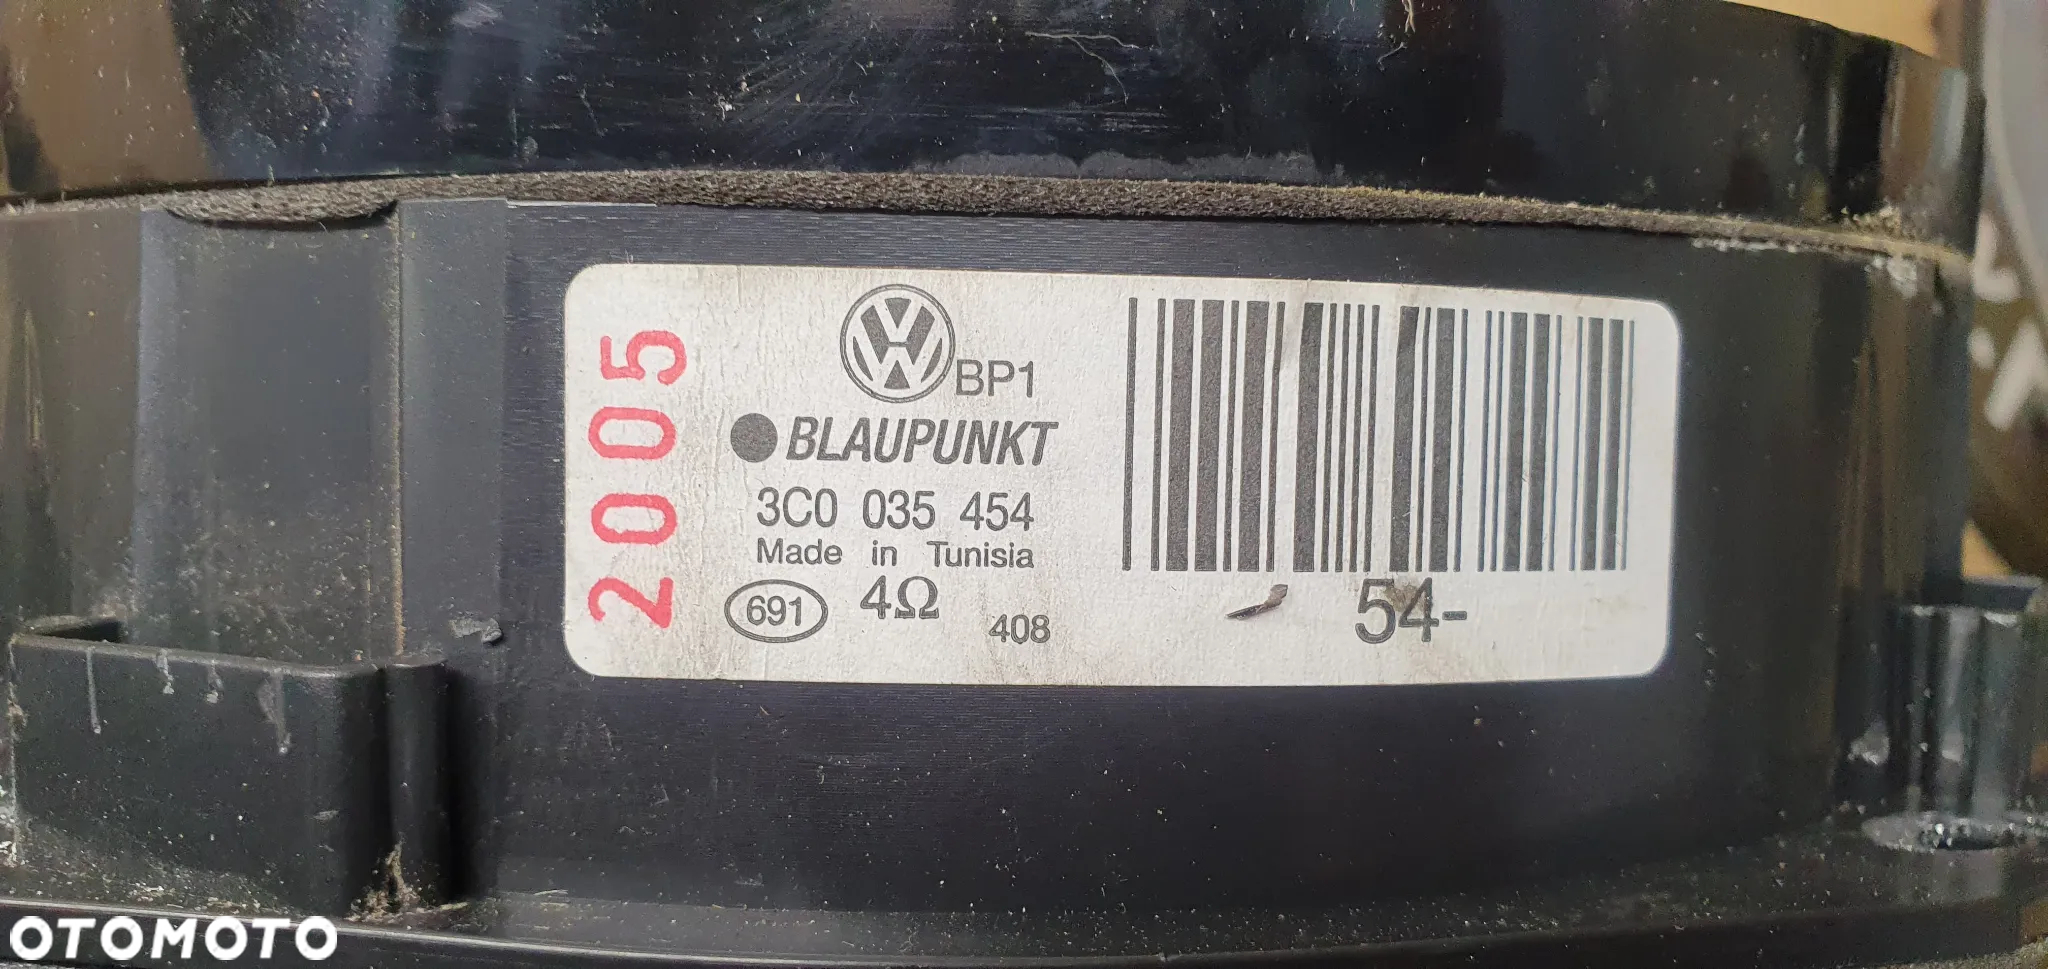 2005
BP1
BLAUPUNKT
3C0 035 454
Made in Tunisia
691 4Ω 408
54-
OTOMOTO